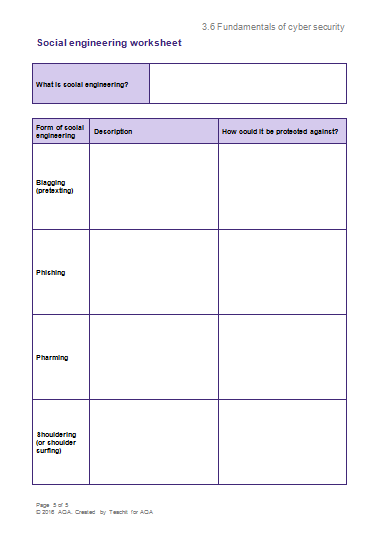 3.6 Fundamentals of cyber security
Social engineering worksheet
What is social engineering?
Form of social
engineering
Description
How could it be protected against?
Blagging
(pretexting)
Phishing
Pharming
Shouldering
(or shoulder
surfing)
Page 5 of 5
© 2016 AQA. Created by Teachit for AQA